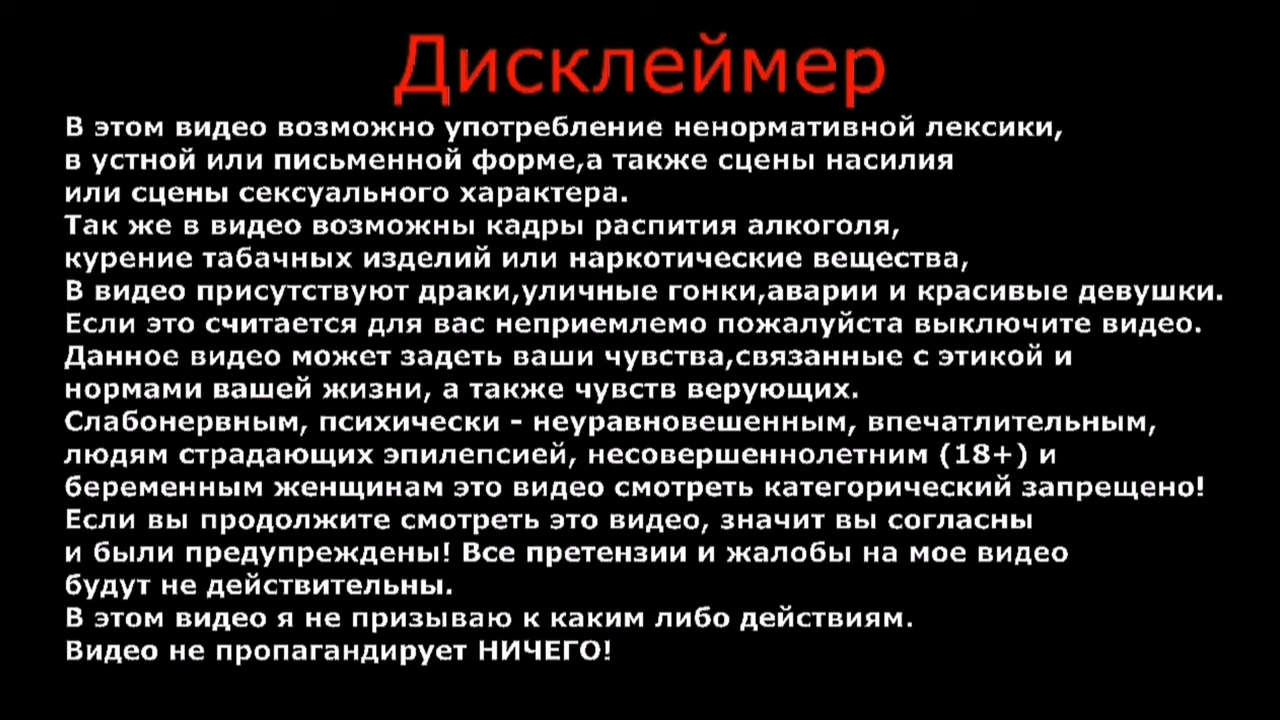 Дисклеймер
В этом видео возможно употребление ненормативной лексики,
в устной или письменной форме,а также сцены насилия
или сцены сексуального характера.
Так же в видео возможны кадры распития алкоголя,
курение табачных изделий или наркотические вещества,
В видео присутствуют драки,уличные гонки,аварии и красивые девушки.
Если это считается для вас неприемлемо пожалуйста выключите видео.
Данное видео может задеть ваши чувства,связанные с этикой и
нормами вашей жизни, а также чувств верующих.
Слабонервным, психически - неуравновешенным, впечатлительным,
людям страдающих эпилепсией, несовершеннолетним (18+) и
беременным женщинам это видео смотреть категорический запрещено!
Если вы продолжите смотреть это видео, значит вы согласны
и были предупреждены! Все претензии и жалобы на мое видео
будут не действительны.
В этом видео я не призываю к каким либо действиям.
Видео не пропагандирует НИЧЕГО!